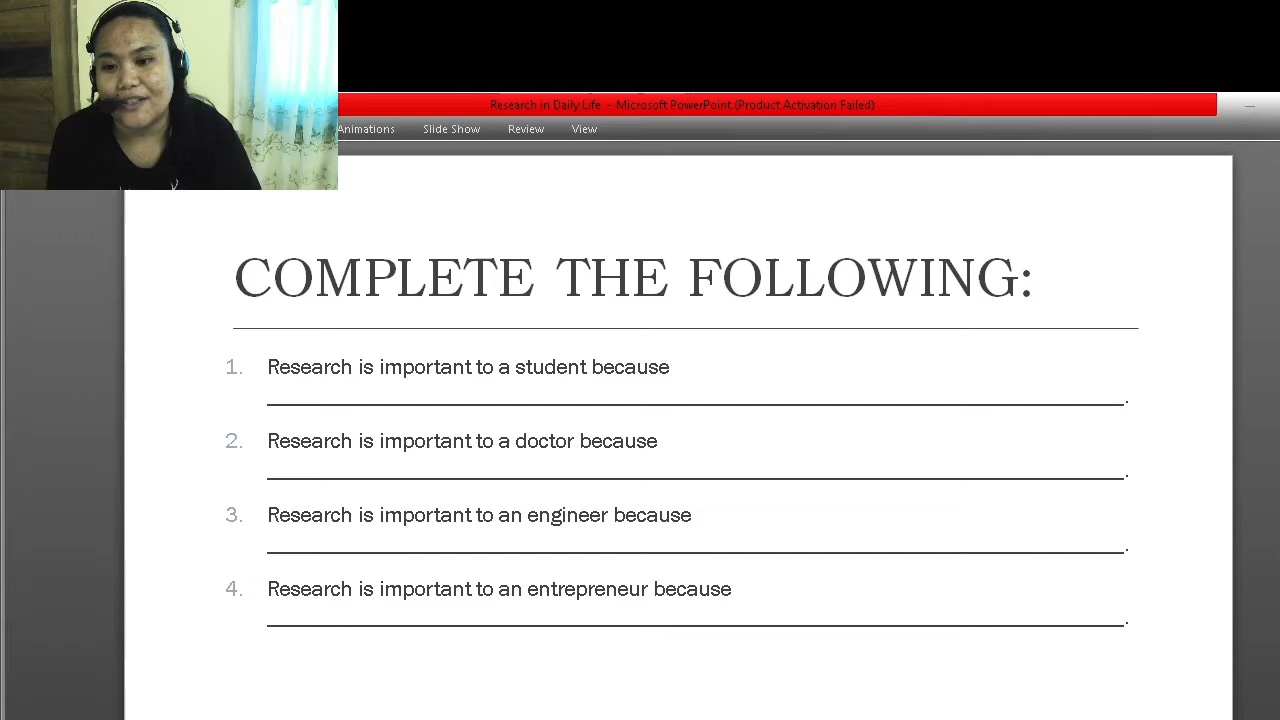 Research in Daily Life - Microsoft PowerPoint (Product Activation Failed)
Animations Slide Show Review View
COMPLETE THE FOLLOWING:
1. Research is important to a student because
.
2. Research is important to a doctor because
.
3. Research is important to an engineer because
.
4. Research is important to an entrepreneur because
.